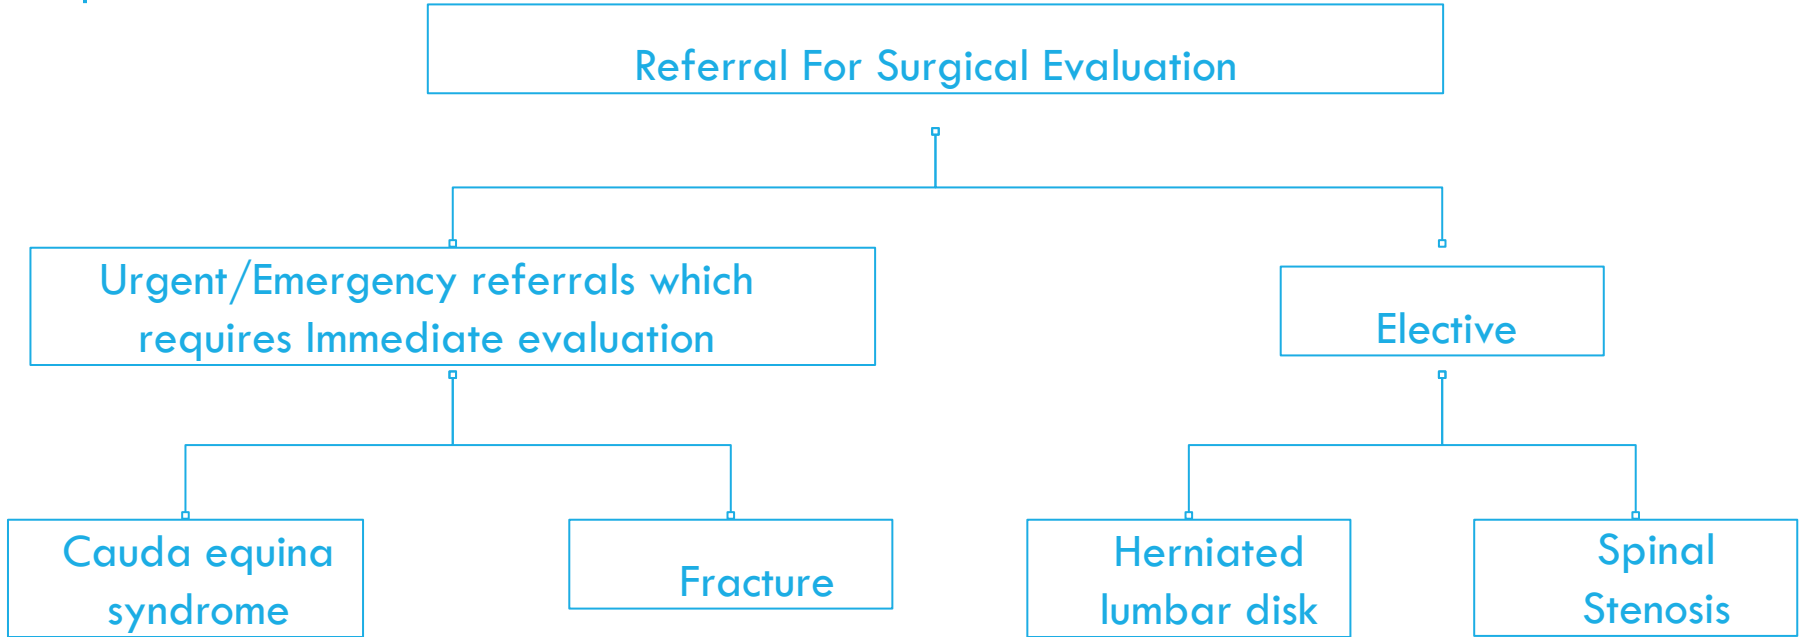 Referral For Surgical Evaluation
Urgent/Emergency referrals which
requires Immediate evaluation
Elective
Cauda equina
syndrome
Fracture
Herniated
lumbar disk
Spinal
Stenosis